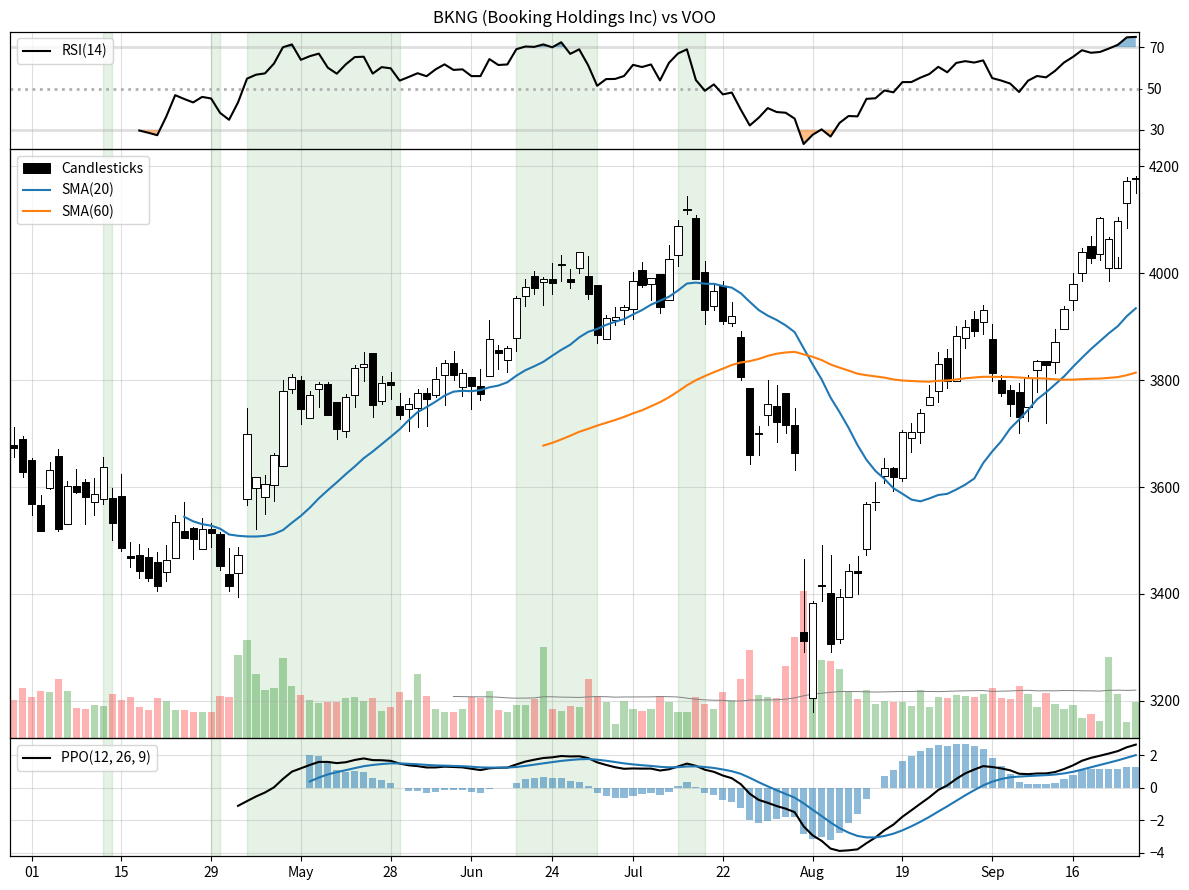 BKNG (Booking Holdings Inc) vs VOO
RSI(14)
70
50
30
Candlesticks
SMA(20)
SMA(60)
4200
4000
3800
3600
3400
3200
PPO(12, 26, 9)
2
0
−2
−4
01 15 29 May 28 Jun 24 Jul 22 Aug 19 Sep 16